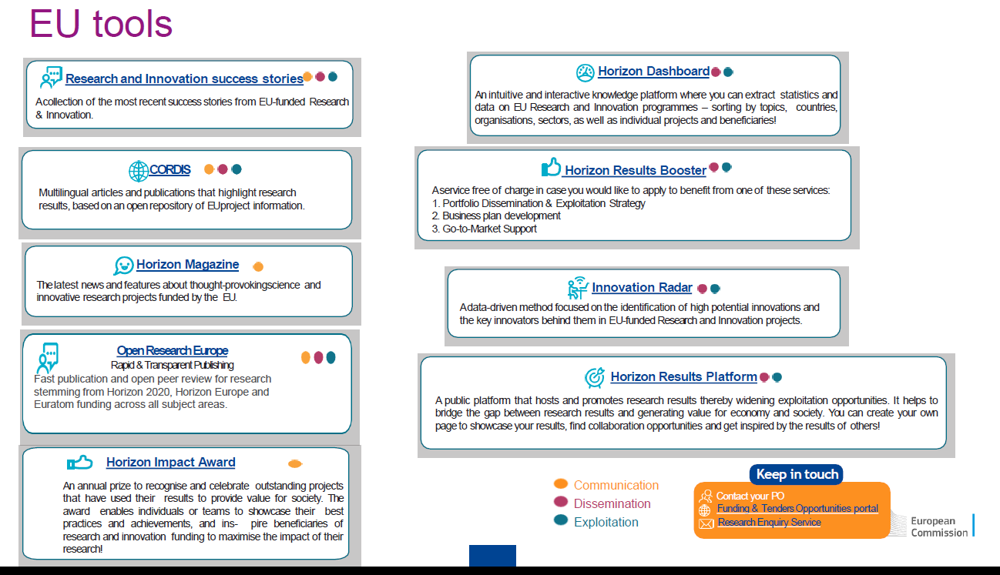 EU tools
Research and Innovation success stories
A collection of the most recent success stories from EU-funded Research
& Innovation.
CORDIS
Multilingual articles and publications that highlight research
results, based on an open repository of EU project information.
Horizon Magazine
The latest news and features about thought-provoking science and
innovative research projects funded by the EU.
Open Research Europe
Rapid & Transparent Publishing
Fast publication and open peer review for research
stemming from Horizon 2020, Horizon Europe and
Euratom funding across all subject areas.
Horizon Impact Award
An annual prize to recognise and celebrate outstanding projects
that have used their results to provide value for society. The
award enables individuals or teams to showcase their best
practices and achievements, and ins- pire beneficiaries of
research and innovation funding to maximise the impact of their
research!
Horizon Dashboard
An intuitive and interactive knowledge platform where you can extract statistics and
data on EU Research and Innovation programmes – sorting by topics, countries,
organisations, sectors, as well as individual projects and beneficiaries!
Horizon Results Booster
A service free of charge in case you would like to apply to benefit from one of these services:
1. Portfolio Dissemination & Exploitation Strategy
2. Business plan development
3. Go-to-Market Support
Innovation Radar
A data-driven method focused on the identification of high potential innovations and
the key innovators behind them in EU-funded Research and Innovation projects.
Horizon Results Platform
A public platform that hosts and promotes research results thereby widening exploitation opportunities. It helps to
bridge the gap between research results and generating value for economy and society. You can create your own
page to showcase your results, find collaboration opportunities and get inspired by the results of others!
Communication
Dissemination
Exploitation
Keep in touch
Contact your PO
Funding & Tenders Opportunities portal
Research Enquiry Service
European
Commission